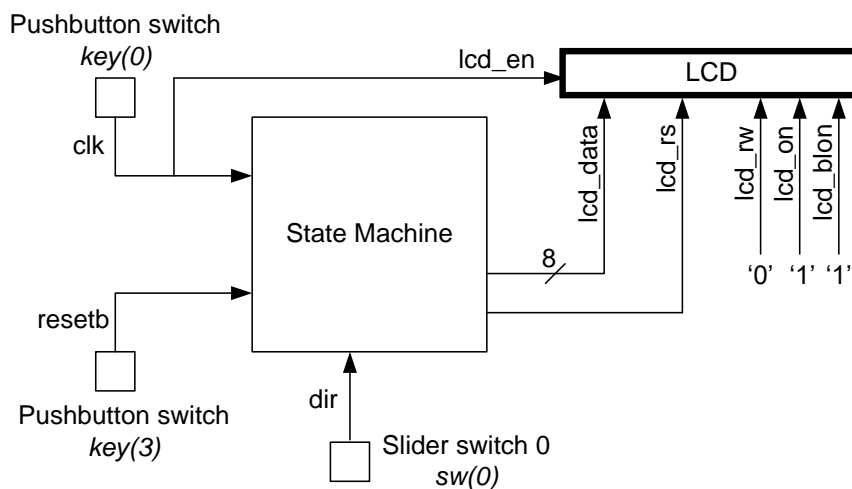 Pushbutton switch
key(0)
lcd_en
LCD
clk
lcd_data
lcd_rs
lcd_rw
lcd_on
lcd_blon
State Machine
8
‘0’ ‘1’ ‘1’
resetb
Pushbutton switch
key(3)
dir
Slider switch 0
sw(0)